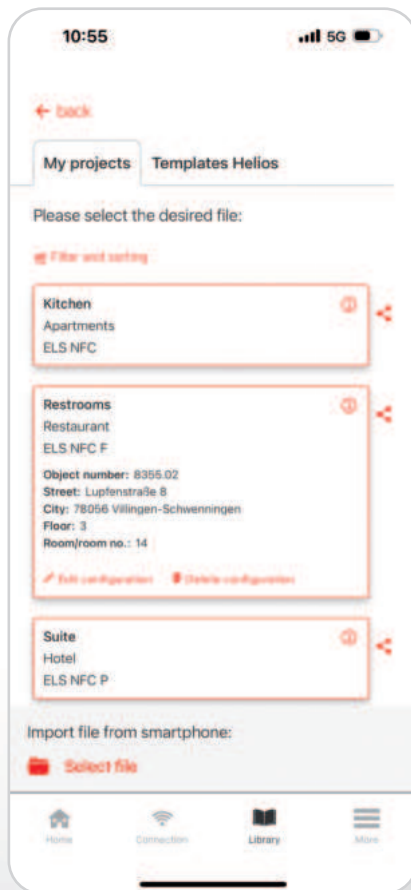 10:55 5G
← back
My projects Templates Helios
Please select the desired file:
Filter and sorting
Kitchen
Apartments
ELS NFC
Restrooms
Restaurant
ELS NFC F
Object number: 8355.02
Street: Lupfenstraße 8
City: 78056 Villingen-Schwenningen
Floor: 3
Room/room no.: 14
Edit configuration Delete configuration
Suite
Hotel
ELS NFC P
Import file from smartphone:
Select file
Home Connection Library More